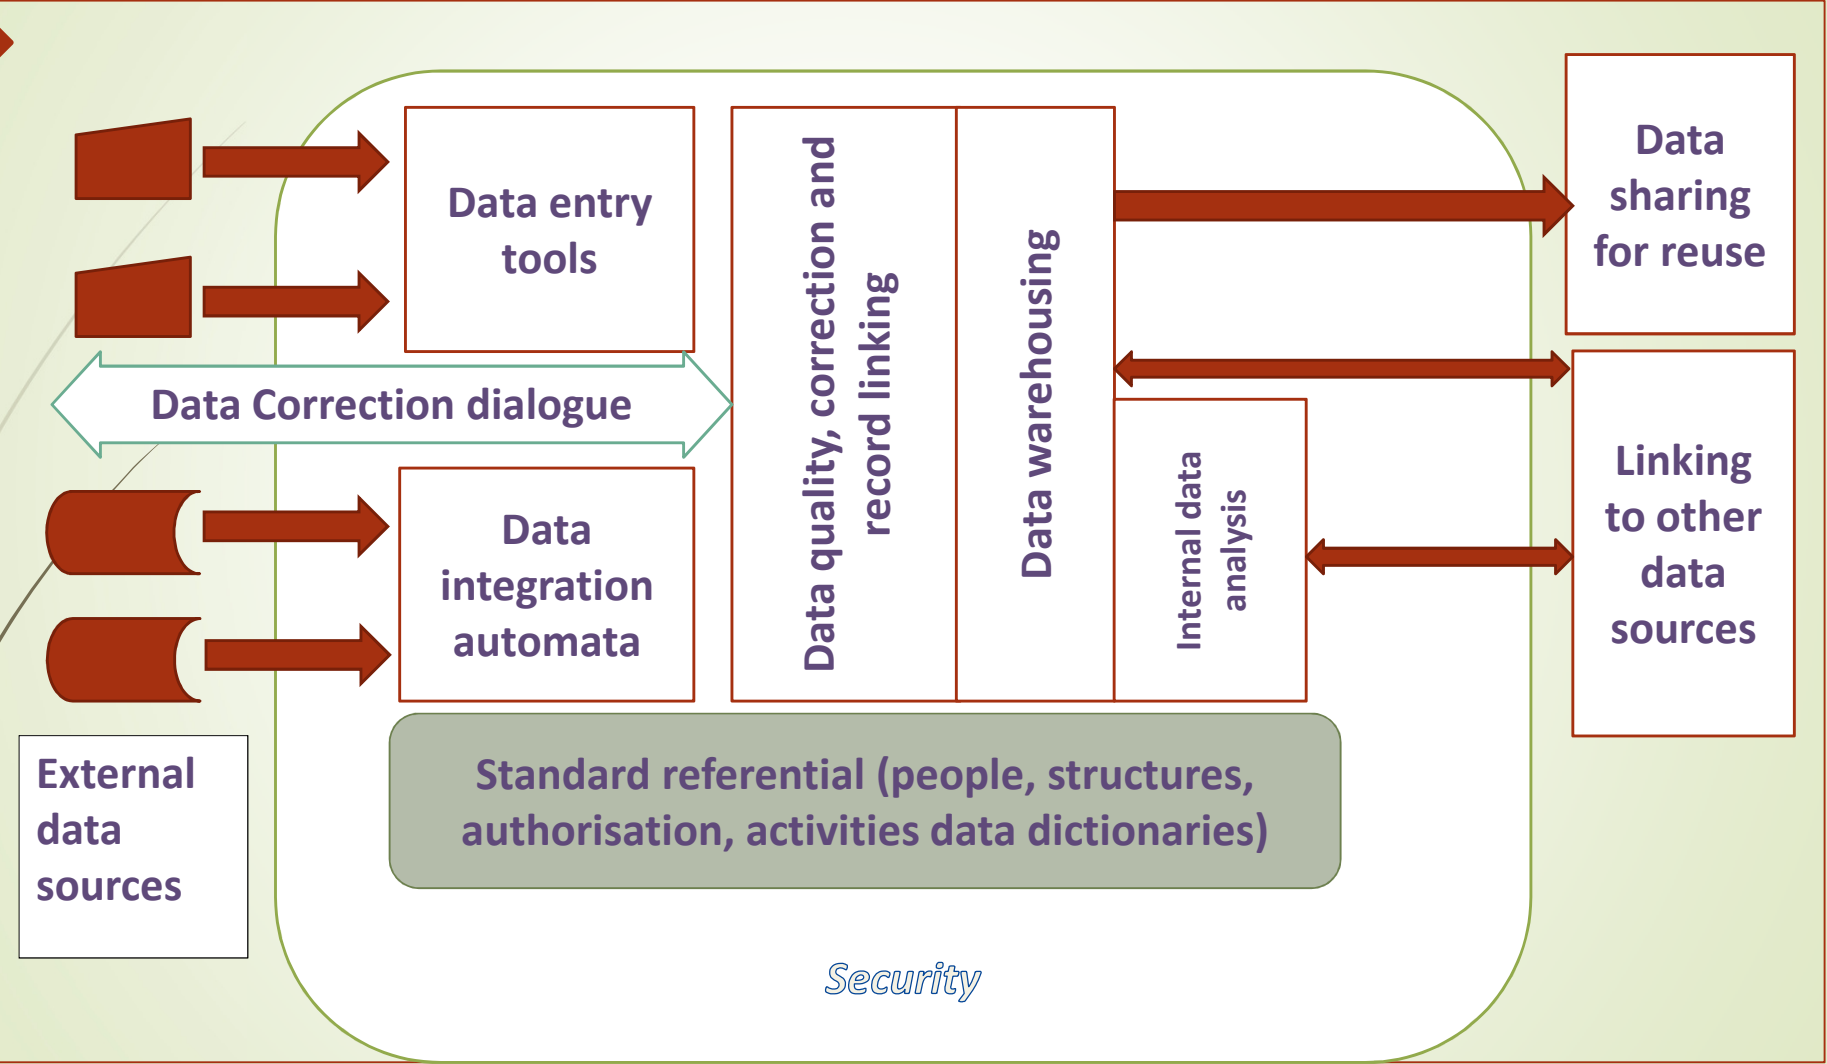 Data entry
tools
Data Correction dialogue
Data
integration
automata
External
data
sources
Data quality, correction and
record linking
Data warehousing
Internal data
analysis
Data
sharing
for reuse
Linking
to other
data
sources
Standard referential (people, structures,
authorisation, activities data dictionaries)
Security